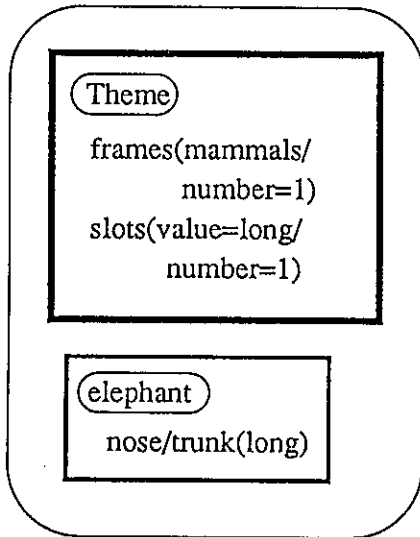 Theme
frames(mammals/
number=1)
slots(value=long/
number=1)
elephant
nose/trunk(long)